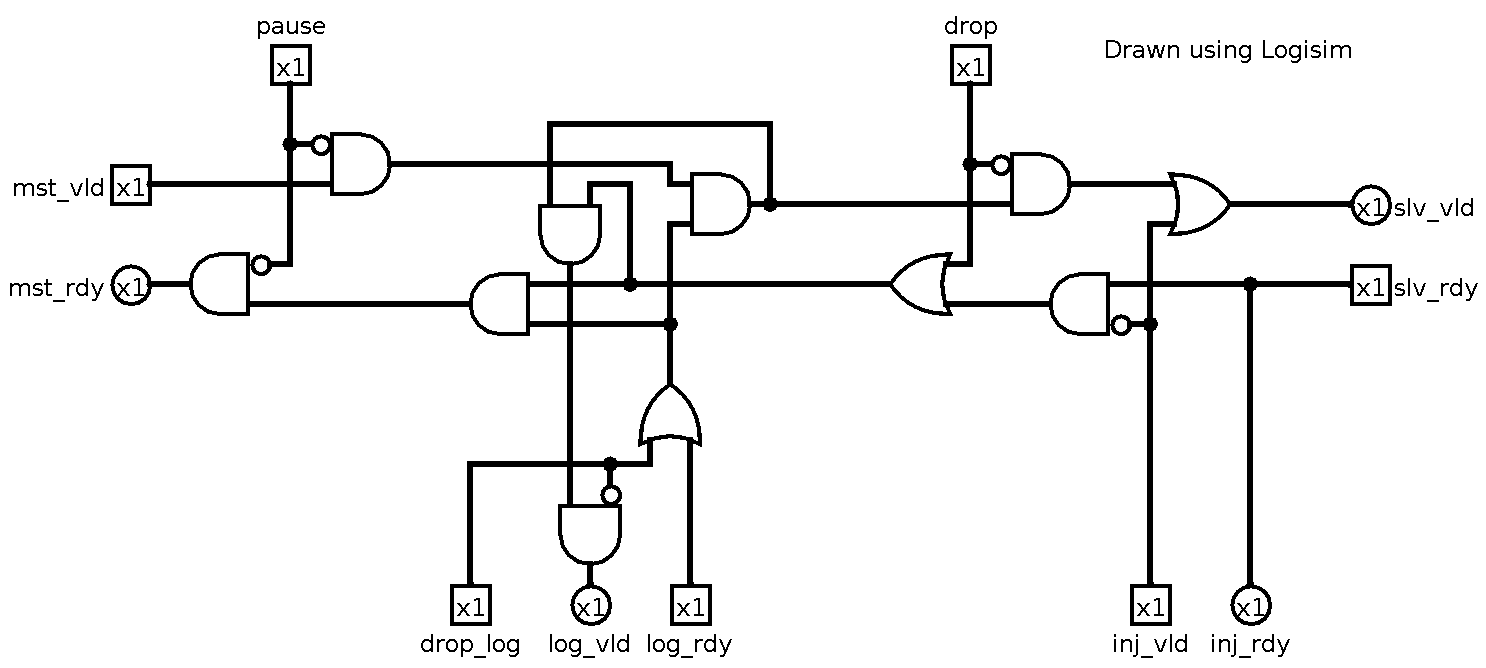 pause
drop
Drawn using Logisim
x1
x1
mst_vld x1
x1 slv_vld
mst_rdy x1
x1 slv_rdy
x1
x1
x1
x1
x1
drop_log
log_vld
log_rdy
inj_vld
inj_rdy